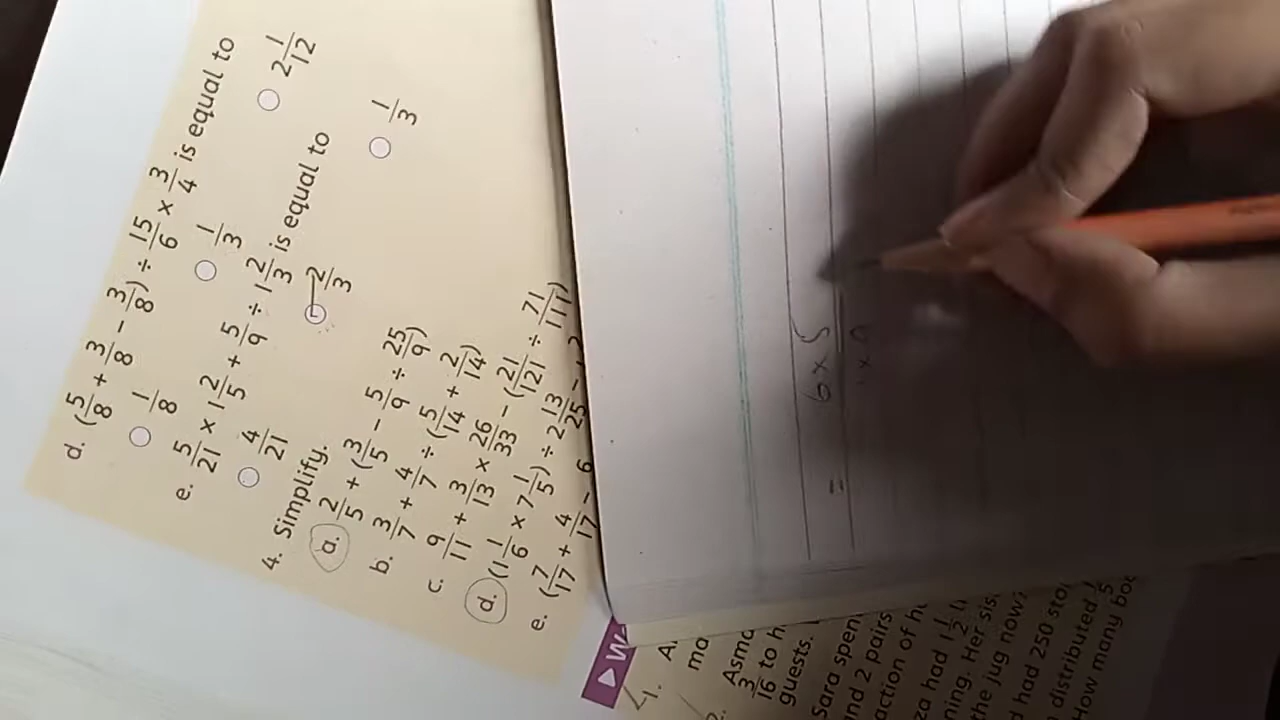 d. (5/8 + 3/8 - 3/8) ÷ 15/6 × 3/4 is equal to
1/8 1/3 2 1/12
e. 5/21 × 1 2/5 + 5/9 ÷ 1 2/3 is equal to
4/21 2/3 1/3
4. Simplify.
a. 2/5 + (3/5 - 5/9 ÷ 25/9)
b. 3/7 + 4/7 ÷ (5/14 + 2/14)
c. 9/11 + 3/13 × 26/33 - (21/121 ÷ 71/111)
d. (1 1/6 × 7 1/5) ÷ 2 13/25
e. (7/17 + 4/17 - 6
1. A
ma
2. Asma
3/16 to h
guests.
Sara spen
nd 2 pairs
action of h
za had 1 1/2 li
ning. Her sis
the jug now?
d had 250 sto
distributed
How many bo
= 6 × 5